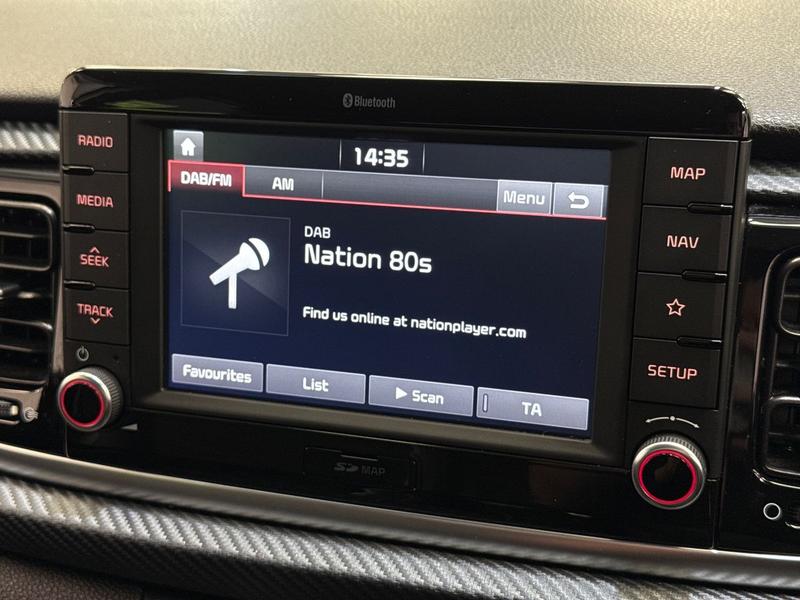 Bluetooth
RADIO
MEDIA
SEEK
TRACK
14:35
DAB/FM
AM
Menu
DAB
Nation 80s
Find us online at nationplayer.com
Favourites
List
Scan
TA
MAP
NAV
SETUP
SD MAP